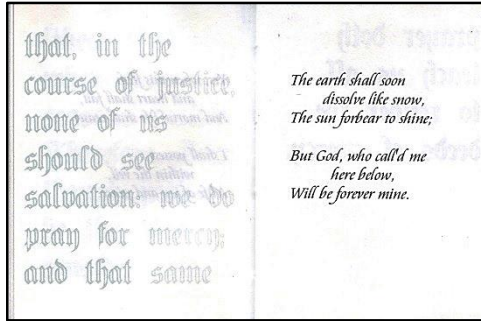 that, in the
course of justice,
none of us
should see
salvation: we do
pray for mercy;
and that same
The earth shall soon
dissolve like snow,
The sun forbear to shine;
But God, who call'd me
here below,
Will be forever mine.